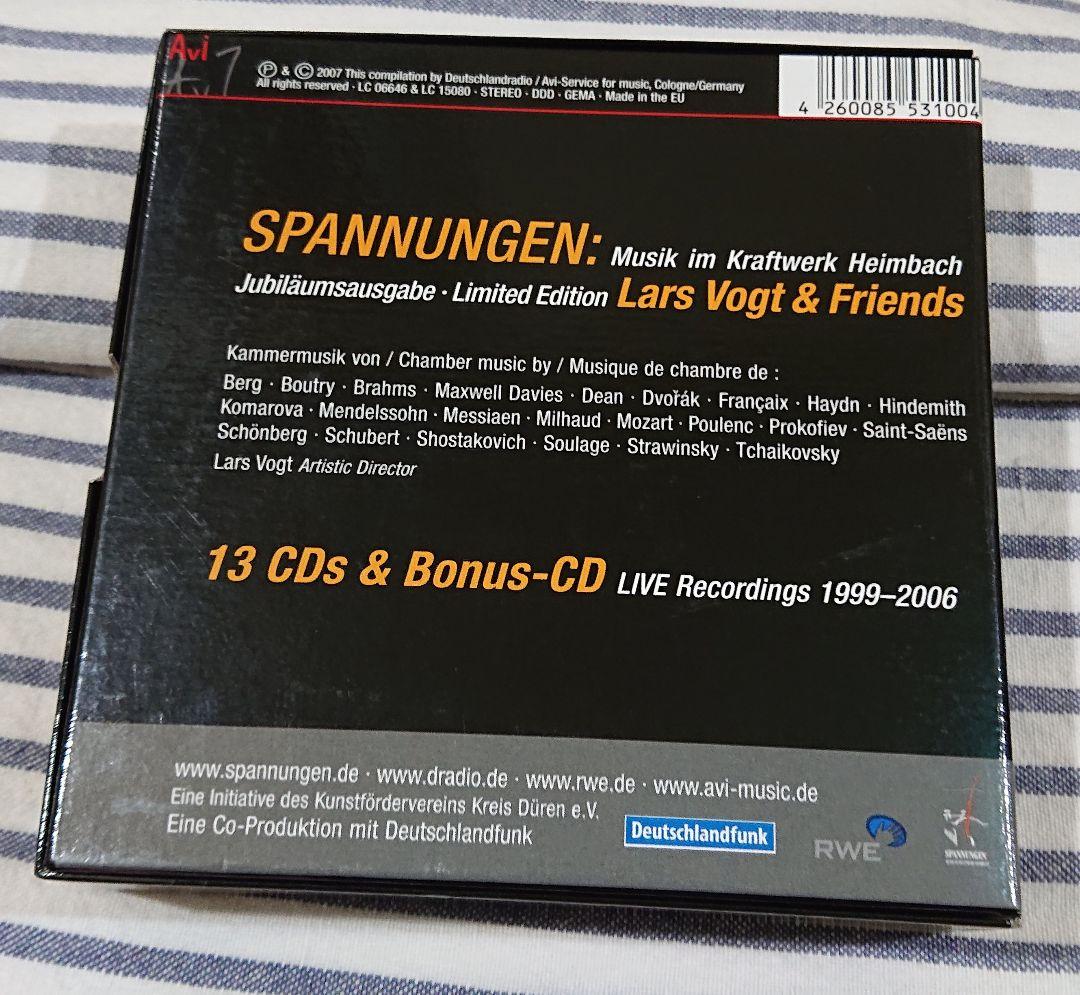 Avi
Ⓟ & © 2007 This compilation by Deutschlandradio / Avi-Service for music, Cologne/Germany
All rights reserved · LC 06646 & LC 15080 · STEREO · DDD · GEMA · Made in the EU
4 260085 531004
SPANNUNGEN: Musik im Kraftwerk Heimbach
Jubiläumsausgabe · Limited Edition Lars Vogt & Friends
Kammermusik von / Chamber music by / Musique de chambre de :
Berg · Boutry · Brahms · Maxwell Davies · Dean · Dvořák · Françaix · Haydn · Hindemith
Komarova · Mendelssohn · Messiaen · Milhaud · Mozart · Poulenc · Prokofiev · Saint-Saëns
Schönberg · Schubert · Shostakovich · Soulage · Strawinsky · Tchaikovsky
Lars Vogt Artistic Director
13 CDs & Bonus-CD LIVE Recordings 1999–2006
www.spannungen.de · www.dradio.de · www.rwe.de · www.avi-music.de
Eine Initiative des Kunstfördervereins Kreis Düren e.V.
Eine Co-Produktion mit Deutschlandfunk
Deutschlandfunk
RWE
SPANNUNGEN